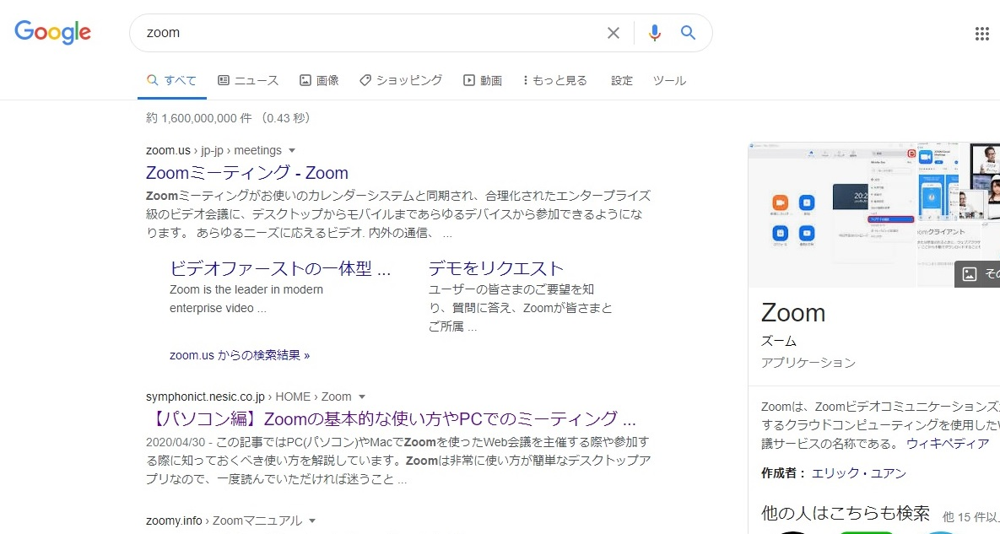 Google
zoom
すべて ニュース 画像 ショッピング 動画 もっと見る 設定 ツール
約 1,600,000,000 件 （0.43 秒）
zoom.us › jp-jp › meetings
Zoomミーティング - Zoom
Zoomミーティングがお使いのカレンダーシステムと同期され、合理化されたエンタープライズ
級のビデオ会議に、デスクトップからモバイルまであらゆるデバイスから参加できるようにな
ります。 あらゆるニーズに応えるビデオ. 内外の通信、 ...
ビデオファーストの一体型 ...
Zoom is the leader in modern
enterprise video ...
デモをリクエスト
ユーザーの皆さまのご要望を知
り、質問に答え、Zoomが皆さまと
ご所属 ...
zoom.us からの検索結果 »
symphonict.nesic.co.jp › HOME › Zoom
【パソコン編】Zoomの基本的な使い方やPCでのミーティング ...
2020/04/30 - この記事ではPC(パソコン)やMacでZoomを使ったWeb会議を主催する際や参加す
る際に知っておくべき使い方を解説しています。Zoomは非常に使い方が簡単なデスクトップア
プリなので、一度読んでいただければ迷うこと ...
zoomy.info › Zoomマニュアル
omクライアント
その
Zoom
ズーム
アプリケーション
Zoomは、Zoomビデオコミュニケーションズ
するクラウドコンピューティングを使用した
議サービスの名称である。 ウィキペディア
作成者： エリック・ユアン
他の人はこちらも検索 他 15 件以